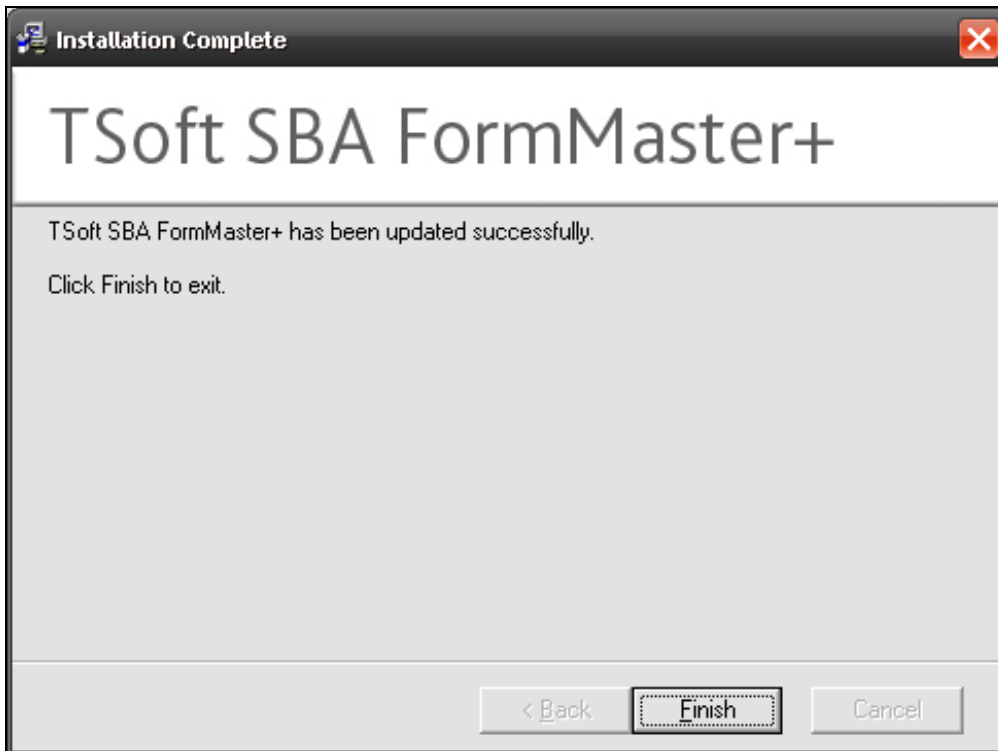 Installation Complete
TSoft SBA FormMaster+
TSoft SBA FormMaster+ has been updated successfully.
Click Finish to exit.
< Back
Finish
Cancel